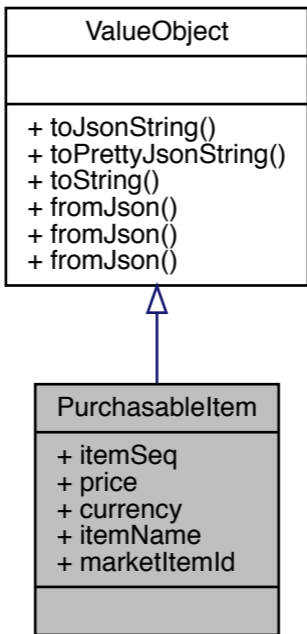 ValueObject
+ toJsonString()
+ toPrettyJsonString()
+ toString()
+ fromJson()
+ fromJson()
+ fromJson()
PurchasableItem
+ itemSeq
+ price
+ currency
+ itemName
+ marketItemId